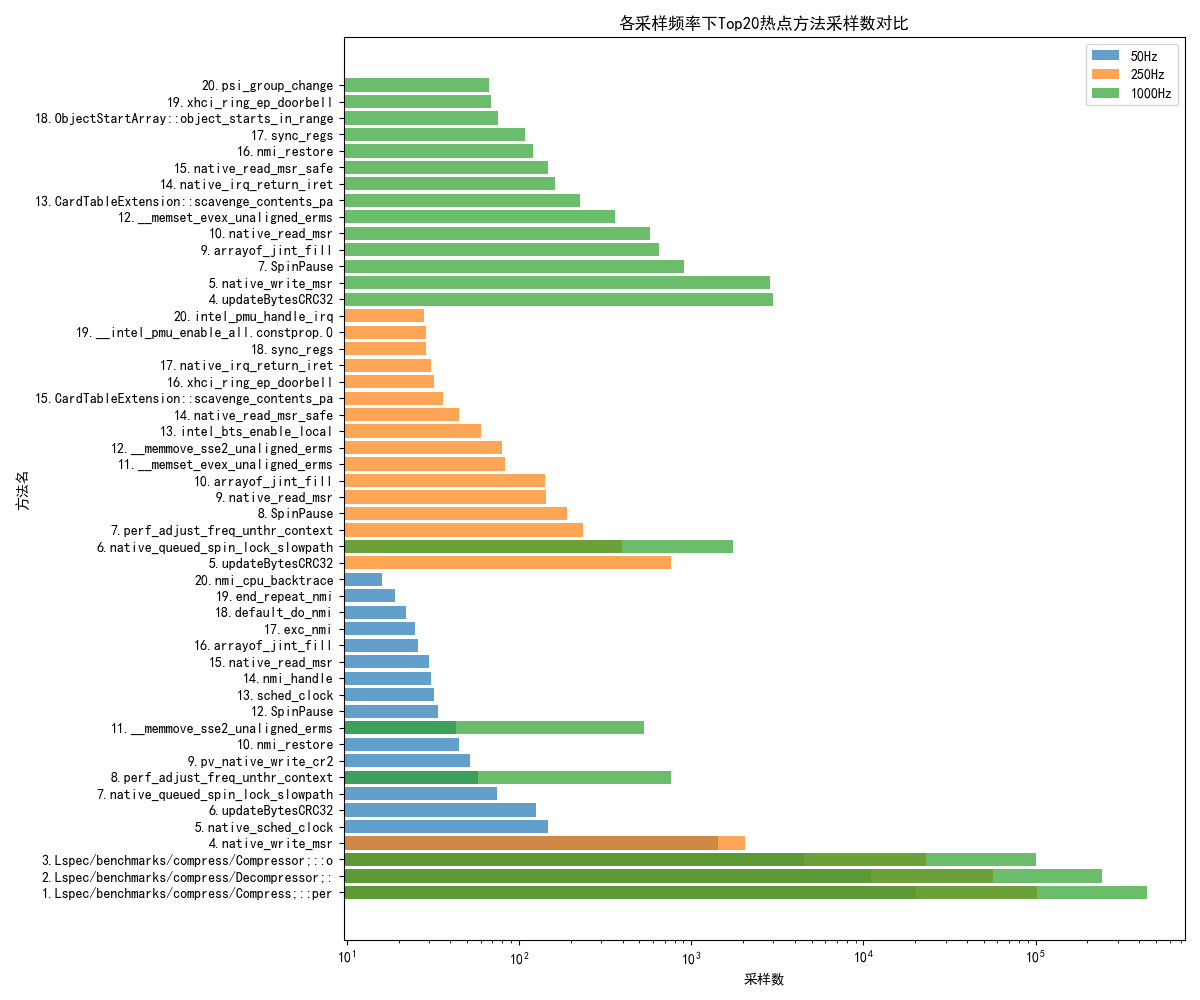 各采样频率下Top20热点方法采样数对比
50Hz
250Hz
1000Hz
方法名
20.psi_group_change
19.xhci_ring_ep_doorbell
18.ObjectStartArray::object_starts_in_range
17.sync_regs
16.nmi_restore
15.native_read_msr_safe
14.native_irq_return_iret
13.CardTableExtension::scavenge_contents_pa
12.__memset_evex_unaligned_erms
10.native_read_msr
9.arrayof_jint_fill
7.SpinPause
5.native_write_msr
4.updateBytesCRC32
20.intel_pmu_handle_irq
19.__intel_pmu_enable_all.constprop.0
18.sync_regs
17.native_irq_return_iret
16.xhci_ring_ep_doorbell
15.CardTableExtension::scavenge_contents_pa
14.native_read_msr_safe
13.intel_bts_enable_local
12.__memmove_sse2_unaligned_erms
11.__memset_evex_unaligned_erms
10.arrayof_jint_fill
9.native_read_msr
8.SpinPause
7.perf_adjust_freq_unthr_context
6.native_queued_spin_lock_slowpath
5.updateBytesCRC32
20.nmi_cpu_backtrace
19.end_repeat_nmi
18.default_do_nmi
17.exc_nmi
16.arrayof_jint_fill
15.native_read_msr
14.nmi_handle
13.sched_clock
12.SpinPause
11.__memmove_sse2_unaligned_erms
10.nmi_restore
9.pv_native_write_cr2
8.perf_adjust_freq_unthr_context
7.native_queued_spin_lock_slowpath
6.updateBytesCRC32
5.native_sched_clock
4.native_write_msr
3.Lspec/benchmarks/compress/Compressor;::o
2.Lspec/benchmarks/compress/Decompressor;:
1.Lspec/benchmarks/compress/Compress;::per
10¹ 10² 10³ 10⁴ 10⁵
采样数